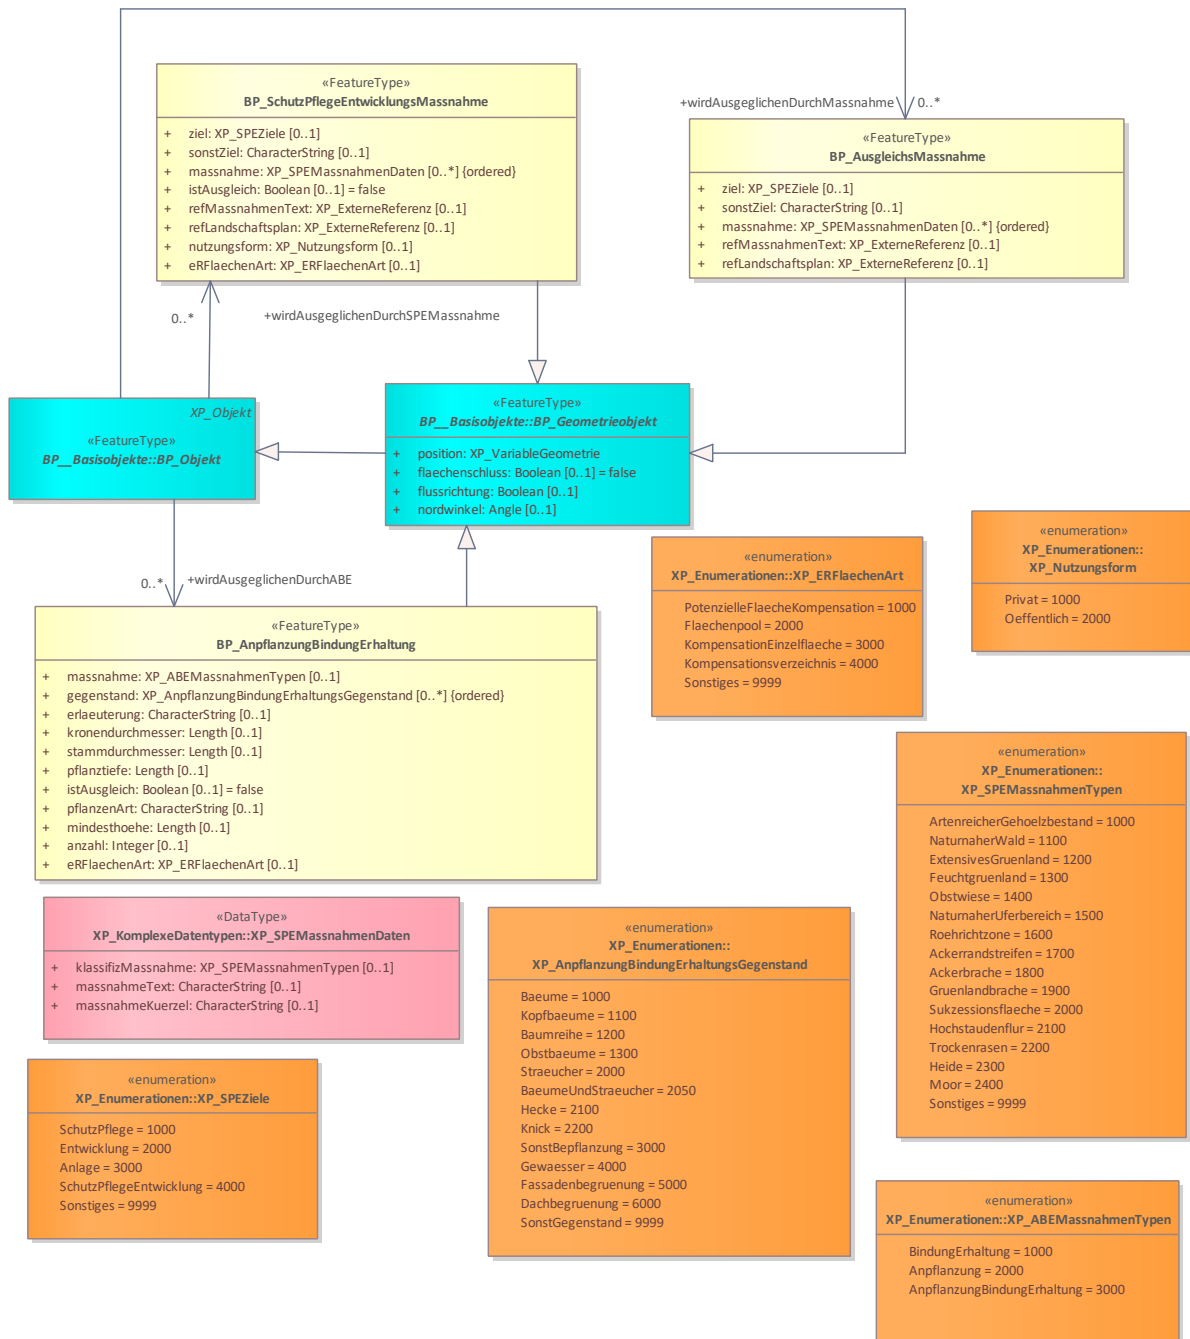 «FeatureType»
BP_SchutzPflegeEntwicklungsMassnahme
+ ziel: XP_SPEZiele [0..1]
+ sonstZiel: CharacterString [0..1]
+ massnahme: XP_SPEMassnahmenDaten [0..*] {ordered}
+ istAusgleich: Boolean [0..1] = false
+ refMassnahmenText: XP_ExterneReferenz [0..1]
+ refLandschaftsplan: XP_ExterneReferenz [0..1]
+ nutzungsform: XP_Nutzungsform [0..1]
+ eRFlaechenArt: XP_ERFlaechenArt [0..1]
+wirdAusgeglichenDurchMassnahme 0..*
«FeatureType»
BP_AusgleichsMassnahme
+ ziel: XP_SPEZiele [0..1]
+ sonstZiel: CharacterString [0..1]
+ massnahme: XP_SPEMassnahmenDaten [0..*] {ordered}
+ refMassnahmenText: XP_ExterneReferenz [0..1]
+ refLandschaftsplan: XP_ExterneReferenz [0..1]
0..* +wirdAusgeglichenDurchSPEMassnahme
XP_Objekt
«FeatureType»
BP__Basisobjekte::BP_Objekt
«FeatureType»
BP__Basisobjekte::BP_Geometrieobjekt
+ position: XP_VariableGeometrie
+ flaechenschluss: Boolean [0..1] = false
+ flussrichtung: Boolean [0..1]
+ nordwinkel: Angle [0..1]
0..* +wirdAusgeglichenDurchABE
«FeatureType»
BP_AnpflanzungBindungErhaltung
+ massnahme: XP_ABEMassnahmenTypen [0..1]
+ gegenstand: XP_AnpflanzungBindungErhaltungsGegenstand [0..*] {ordered}
+ erlaeuterung: CharacterString [0..1]
+ kronendurchmesser: Length [0..1]
+ stammdurchmesser: Length [0..1]
+ pflanztiefe: Length [0..1]
+ istAusgleich: Boolean [0..1] = false
+ pflanzenArt: CharacterString [0..1]
+ mindesthoehe: Length [0..1]
+ anzahl: Integer [0..1]
+ eRFlaechenArt: XP_ERFlaechenArt [0..1]
«enumeration»
XP_Enumerationen::XP_ERFlaechenArt
PotenzielleFlaecheKompensation = 1000
Flaechenpool = 2000
KompensationEinzelflaeche = 3000
Kompensationsverzeichnis = 4000
Sonstiges = 9999
«enumeration»
XP_Enumerationen::
XP_Nutzungsform
Privat = 1000
Oeffentlich = 2000
«enumeration»
XP_Enumerationen::
XP_SPEMassnahmenTypen
ArtenreicherGehoelzbestand = 1000
NaturnaherWald = 1100
ExtensivesGruenland = 1200
Feuchtgruenland = 1300
Obstwiese = 1400
NaturnaherUferbereich = 1500
Roehrichtzone = 1600
Ackerrandstreifen = 1700
Ackerbrache = 1800
Gruenlandbrache = 1900
Sukzessionsflaeche = 2000
Hochstaudenflur = 2100
Trockenrasen = 2200
Heide = 2300
Moor = 2400
Sonstiges = 9999
«DataType»
XP_KomplexeDatentypen::XP_SPEMassnahmenDaten
+ klassifizMassnahme: XP_SPEMassnahmenTypen [0..1]
+ massnahmeText: CharacterString [0..1]
+ massnahmeKuerzel: CharacterString [0..1]
«enumeration»
XP_Enumerationen::
XP_AnpflanzungBindungErhaltungsGegenstand
Baeume = 1000
Kopfbaeume = 1100
Baumreihe = 1200
Obstbaeume = 1300
Straeucher = 2000
BaeumeUndStraeucher = 2050
Hecke = 2100
Knick = 2200
SonstBepflanzung = 3000
Gewaesser = 4000
Fassadenbegruenung = 5000
Dachbegruenung = 6000
SonstGegenstand = 9999
«enumeration»
XP_Enumerationen::XP_SPEZiele
SchutzPflege = 1000
Entwicklung = 2000
Anlage = 3000
SchutzPflegeEntwicklung = 4000
Sonstiges = 9999
«enumeration»
XP_Enumerationen::XP_ABEMassnahmenTypen
BindungErhaltung = 1000
Anpflanzung = 2000
AnpflanzungBindungErhaltung = 3000